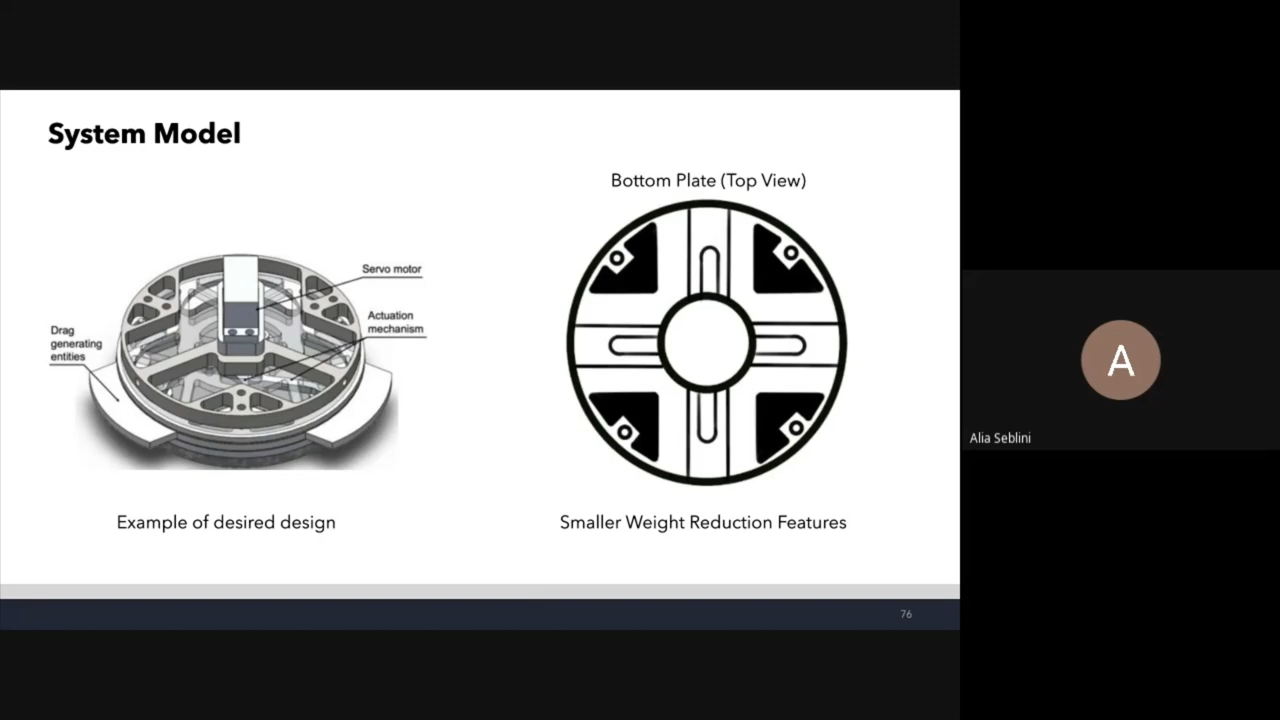 System Model
Bottom Plate (Top View)
Servo motor
Actuation
mechanism
Drag
generating
entities
Example of desired design
Smaller Weight Reduction Features
76
A
Alia Seblini